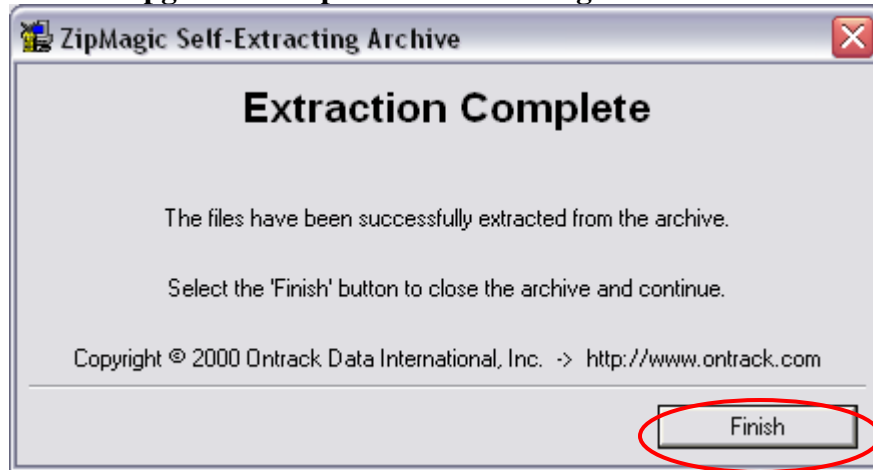 ZipMagic Self-Extracting Archive
Extraction Complete
The files have been successfully extracted from the archive.
Select the 'Finish' button to close the archive and continue.
Copyright © 2000 Ontrack Data International, Inc. -> http://www.ontrack.com
Finish